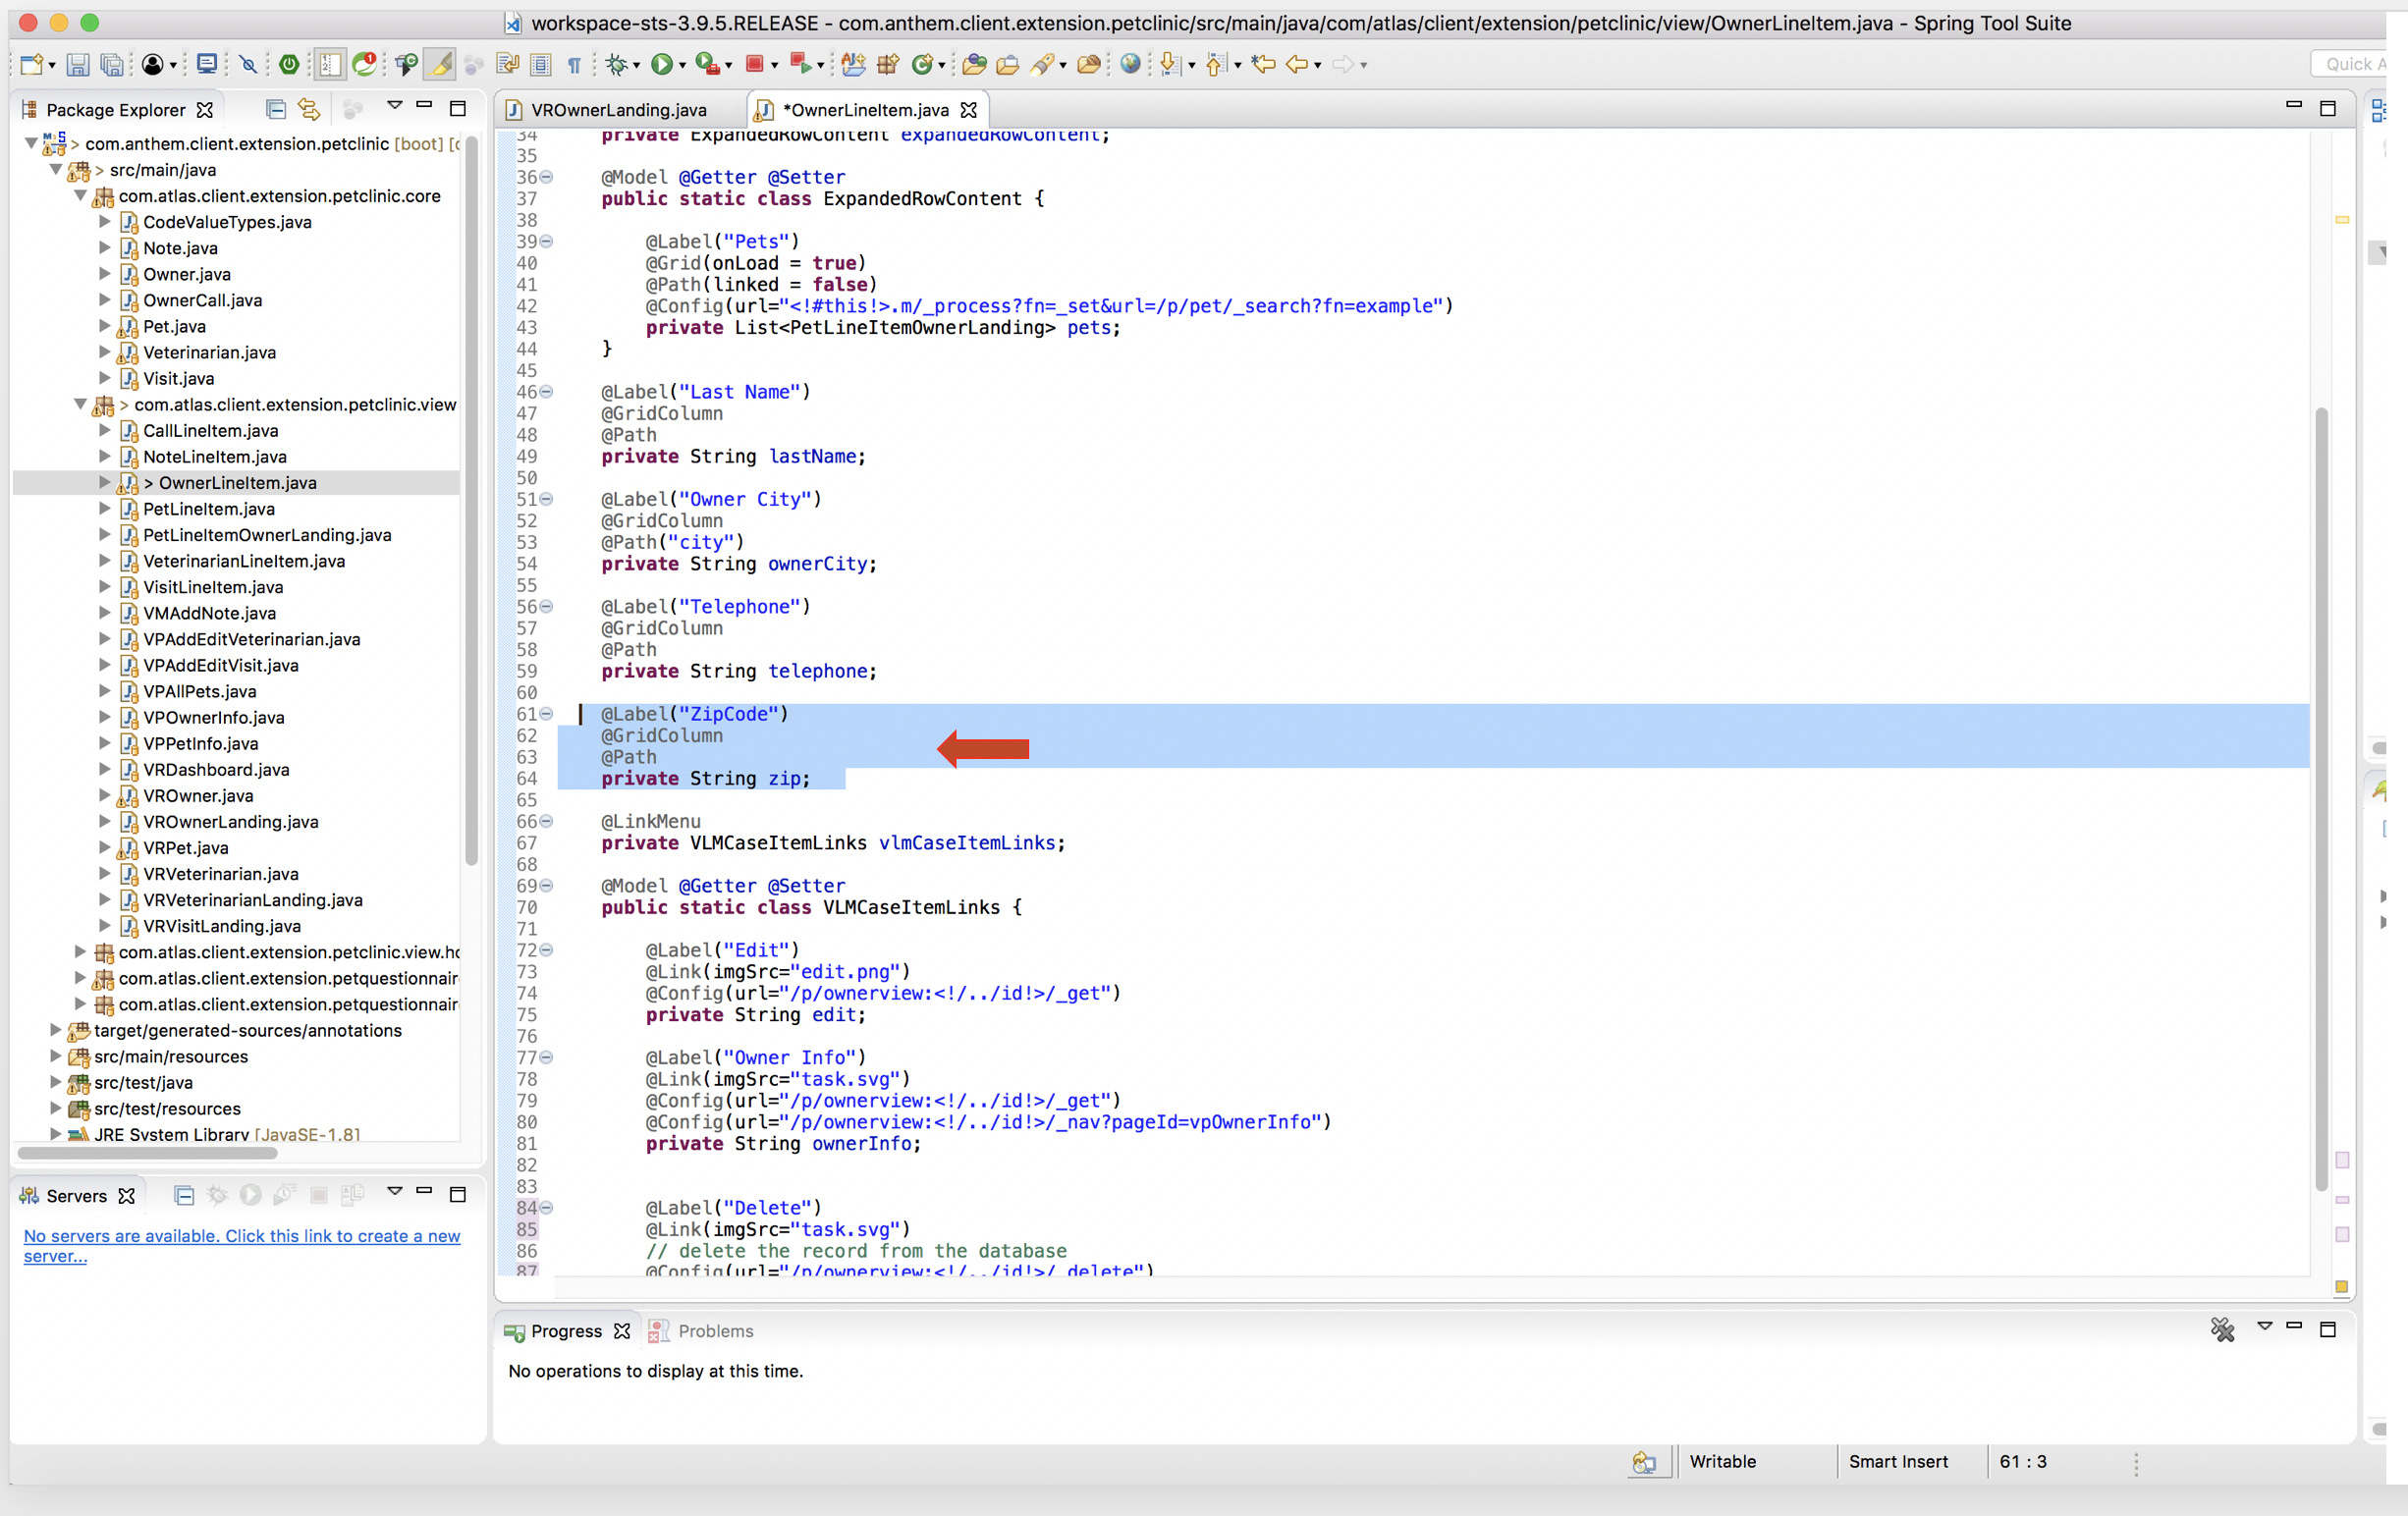 workspace-sts-3.9.5.RELEASE - com.anthem.client.extension.petclinic/src/main/java/com/atlas/client/extension/petclinic/view/OwnerLineItem.java - Spring Tool Suite
Quick A
Package Explorer
> com.anthem.client.extension.petclinic [boot] [c
> src/main/java
com.atlas.client.extension.petclinic.core
CodeValueTypes.java
Note.java
Owner.java
OwnerCall.java
Pet.java
Veterinarian.java
Visit.java
> com.atlas.client.extension.petclinic.view
CallLineItem.java
NoteLineItem.java
> OwnerLineItem.java
PetLineItem.java
PetLineItemOwnerLanding.java
VeterinarianLineItem.java
VisitLineItem.java
VMAddNote.java
VPAddEditVeterinarian.java
VPAddEditVisit.java
VPAllPets.java
VPOwnerInfo.java
VPPetInfo.java
VRDashboard.java
VROwner.java
VROwnerLanding.java
VRPet.java
VRVeterinarian.java
VRVeterinarianLanding.java
VRVisitLanding.java
com.atlas.client.extension.petclinic.view.hc
com.atlas.client.extension.petquestionnair
com.atlas.client.extension.petquestionnair
target/generated-sources/annotations
src/main/resources
src/test/java
src/test/resources
JRE System Library [JavaSE-1.8]
Servers
No servers are available. Click this link to create a new
server...
VROwnerLanding.java *OwnerLineItem.java
34 private ExpandedRowContent expandedRowContent;
35
36 @Model @Getter @Setter
37 public static class ExpandedRowContent {
38
39 @Label("Pets")
40 @Grid(onLoad = true)
41 @Path(linked = false)
42 @Config(url="<!#this!>.m/_process?fn=_set&url=/p/pet/_search?fn=example")
43 private List<PetLineItemOwnerLanding> pets;
44 }
45
46 @Label("Last Name")
47 @GridColumn
48 @Path
49 private String lastName;
50
51 @Label("Owner City")
52 @GridColumn
53 @Path("city")
54 private String ownerCity;
55
56 @Label("Telephone")
57 @GridColumn
58 @Path
59 private String telephone;
60
61 @Label("ZipCode")
62 @GridColumn
63 @Path
64 private String zip;
65
66 @LinkMenu
67 private VLMCaseItemLinks vlmCaseItemLinks;
68
69 @Model @Getter @Setter
70 public static class VLMCaseItemLinks {
71
72 @Label("Edit")
73 @Link(imgSrc="edit.png")
74 @Config(url="/p/ownerview:<!/../id!>/_get")
75 private String edit;
76
77 @Label("Owner Info")
78 @Link(imgSrc="task.svg")
79 @Config(url="/p/ownerview:<!/../id!>/_get")
80 @Config(url="/p/ownerview:<!/../id!>/_nav?pageId=vpOwnerInfo")
81 private String ownerInfo;
82
83
84 @Label("Delete")
85 @Link(imgSrc="task.svg")
86 // delete the record from the database
87 @Config(url="/p/ownerview:<!/../id!>/_delete")
Progress Problems
No operations to display at this time.
Writable Smart Insert 61 : 3